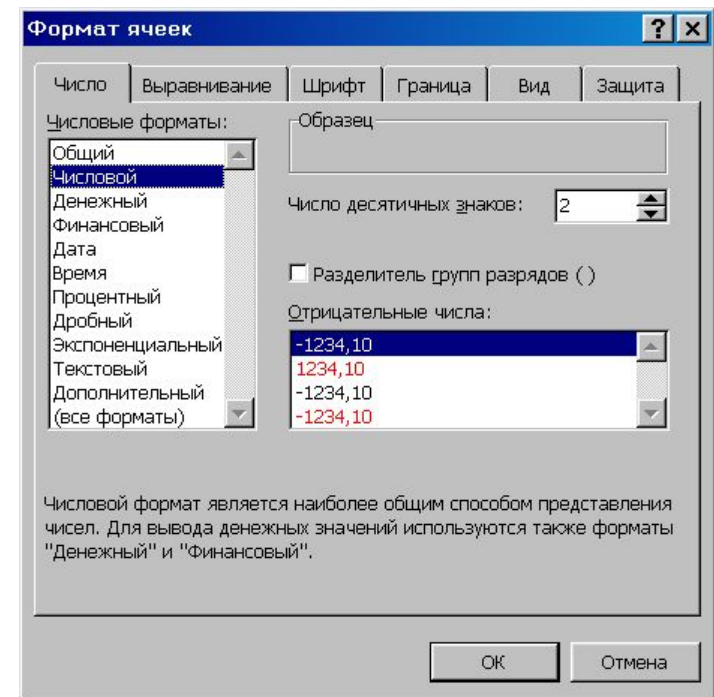 Формат ячеек
Число Выравнивание Шрифт Граница Вид Защита
Числовые форматы:
Общий
Числовой
Денежный
Финансовый
Дата
Время
Процентный
Дробный
Экспоненциальный
Текстовый
Дополнительный
(все форматы)
Образец
Число десятичных знаков: 2
Разделитель групп разрядов ( )
Отрицательные числа:
-1234,10
1234,10
-1234,10
-1234,10
Числовой формат является наиболее общим способом представления
чисел. Для вывода денежных значений используются также форматы
"Денежный" и "Финансовый".
ОК Отмена